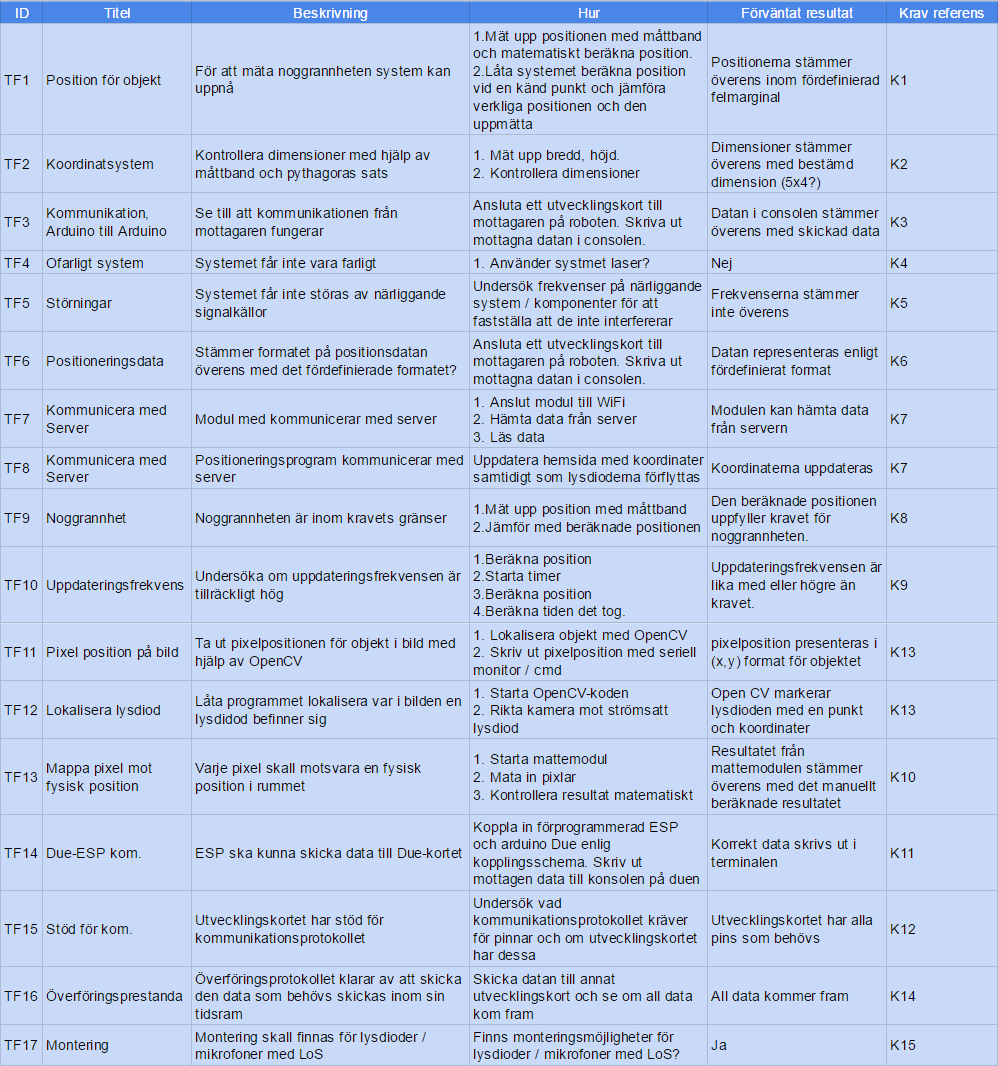 ID Titel Beskrivning Hur Förväntat resultat Krav referens
TF1 Position för objekt För att mäta noggrannheten system kan
uppnå
1.Mät upp positionen med måttband
och matematiskt beräkna position.
2.Låta systemet beräkna position
vid en känd punkt och jämföra
verkliga positionen och den
uppmätta
Positionerna stämmer
överens inom fördefinierad
felmarginal
K1
TF2 Koordinatsystem Kontrollera dimensioner med hjälp av
måttband och pythagoras sats
1. Mät upp bredd, höjd.
2. Kontrollera dimensioner
Dimensioner stämmer
överens med bestämd
dimension (5x4?)
K2
TF3 Kommunikation,
Arduino till Arduino
Se till att kommunikationen från
mottagaren fungerar
Ansluta ett utvecklingskort till
mottagaren på roboten. Skriva ut
mottagna datan i consolen.
Datan i consolen stämmer
överens med skickad data
K3
TF4 Ofarligt system Systemet får inte vara farligt 1. Använder systmet laser? Nej K4
TF5 Störningar Systemet får inte störas av närliggande
signalkällor
Undersök frekvenser på närliggande
system / komponenter för att
fastställa att de inte interfererar
Frekvenserna stämmer
inte överens
K5
TF6 Positioneringsdata Stämmer formatet på positionsdatan
överens med det fördefinierade formatet?
Ansluta ett utvecklingskort till
mottagaren på roboten. Skriva ut
mottagna datan i consolen.
Datan representeras enligt
fördefinierat format
K6
TF7 Kommunicera med
Server
Modul med kommunicerar med server
1. Anslut modul till WiFi
2. Hämta data från server
3. Läs data
Modulen kan hämta data
från servern
K7
TF8 Kommunicera med
Server
Positioneringsprogram kommunicerar med
server
Uppdatera hemsida med koordinater
samtidigt som lysdioderna förflyttas
Koordinaterna uppdateras K7
TF9 Noggrannhet Noggrannheten är inom kravets gränser
1.Mät upp position med måttband
2.Jämför med beräknade positionen
Den beräknade positionen
uppfyller kravet för
noggrannheten.
K8
TF10 Uppdateringsfrekvens Undersöka om uppdateringsfrekvensen är
tillräckligt hög
1.Beräkna position
2.Starta timer
3.Beräkna position
4.Beräkna tiden det tog.
Uppdateringsfrekvensen är
lika med eller högre än
kravet.
K9
TF11 Pixel position på bild Ta ut pixelpositionen för objekt i bild med
hjälp av OpenCV
1. Lokalisera objekt med OpenCV
2. Skriv ut pixelposition med seriell
monitor / cmd
pixelposition presenteras i
(x,y) format för objektet
K13
TF12 Lokalisera lysdiod Låta programmet lokalisera var i bilden en
lysdidod befinner sig
1. Starta OpenCV-koden
2. Rikta kamera mot strömsatt
lysdiod
Open CV markerar
lysdioden med en punkt
och koordinater
K13
TF13 Mappa pixel mot
fysisk position
Varje pixel skall motsvara en fysisk
position i rummet
1. Starta mattemodul
2. Mata in pixlar
3. Kontrollera resultat matematiskt
Resultatet från
mattemodulen stämmer
överens med det manuellt
beräknade resultatet
K10
TF14 Due-ESP kom. ESP ska kunna skicka data till Due-kortet
Koppla in förprogrammerad ESP
och arduino Due enlig
kopplingsschema. Skriv ut
mottagen data till konsolen på duen
Korrekt data skrivs ut i
terminalen
K11
TF15 Stöd för kom. Utvecklingskortet har stöd för
kommunikationsprotokollet
Undersök vad
kommunikationsprotokollet kräver
för pinnar och om utvecklingskortet
har dessa
Utvecklingskortet har alla
pins som behövs
K12
TF16 Överföringsprestanda Överföringsprotokollet klarar av att skicka
den data som behövs skickas inom sin
tidsram
Skicka datan till annat
utvecklingskort och se om all data
kom fram
All data kommer fram K14
TF17 Montering Montering skall finnas för lysdioder /
mikrofoner med LoS
Finns monteringsmöjligheter för
lysdioder / mikrofoner med LoS?
Ja K15